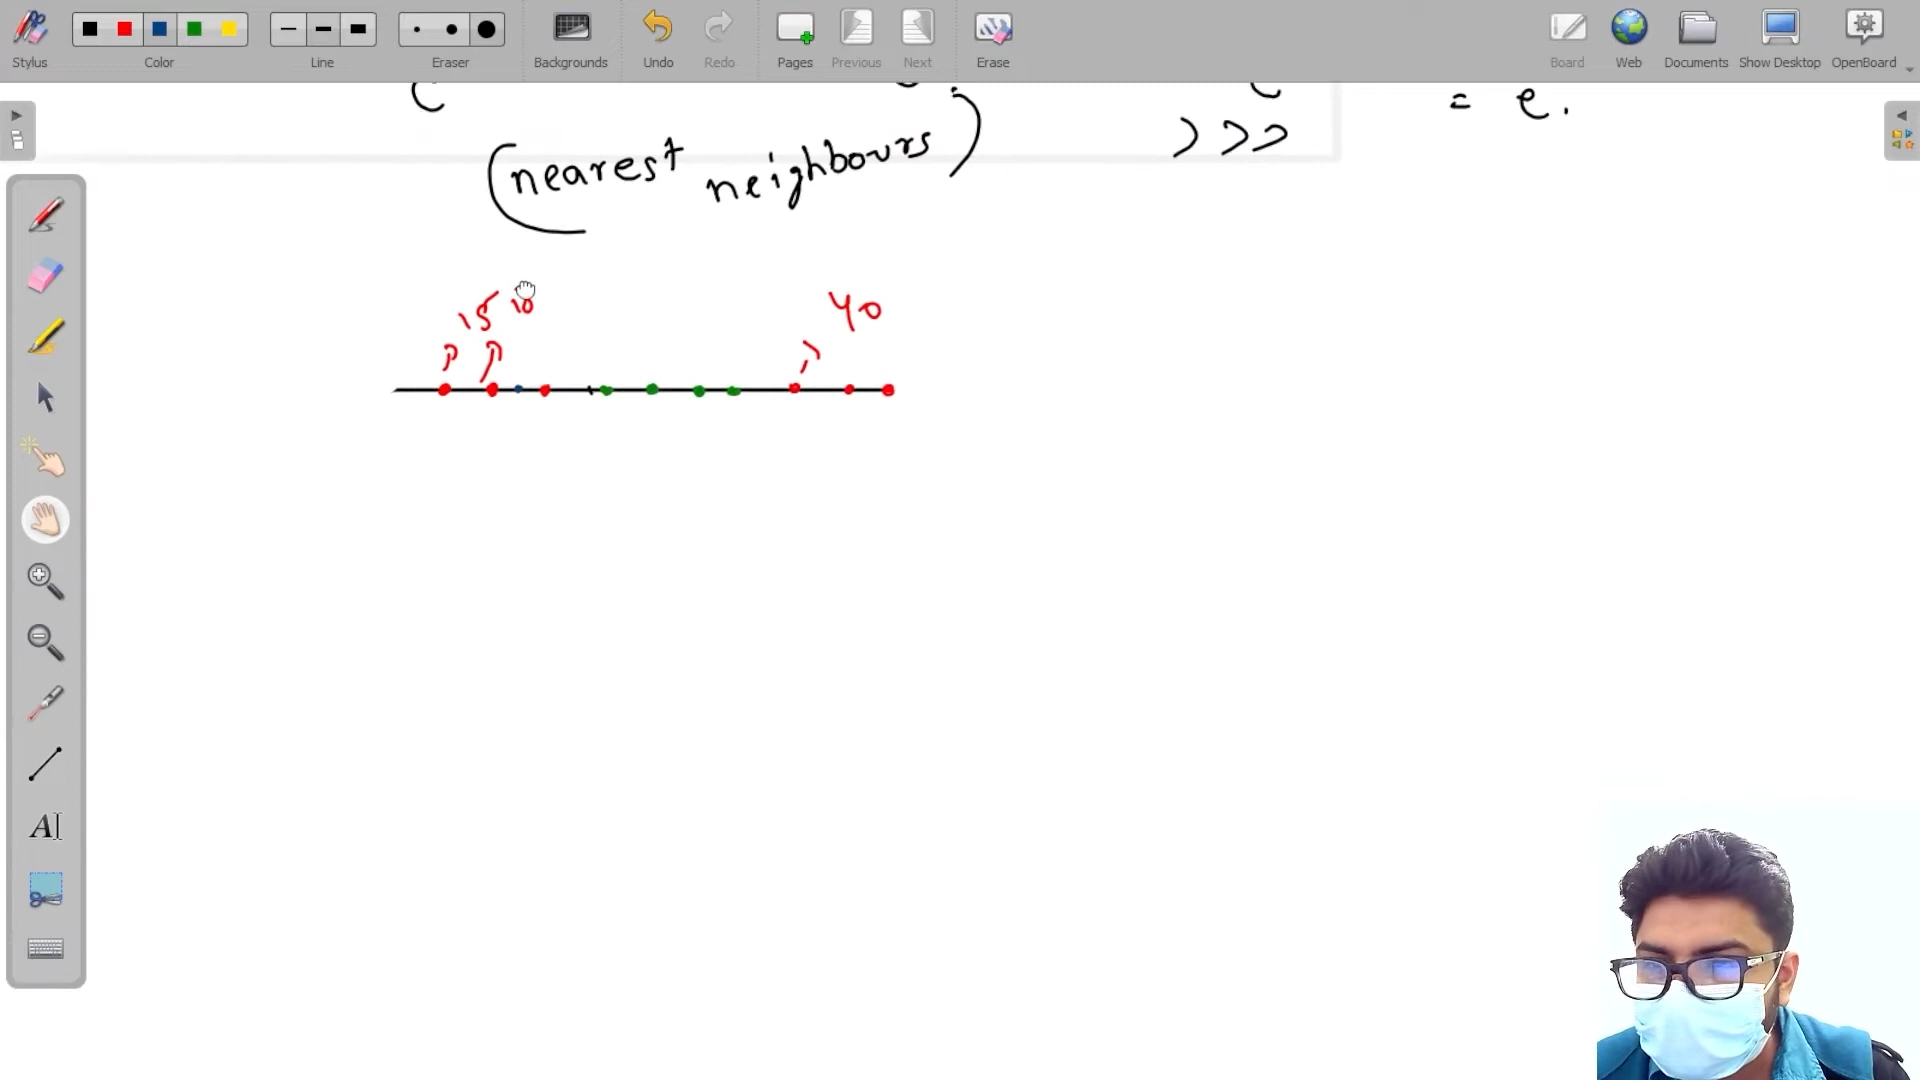 Stylus Color Line Eraser Backgrounds Undo Redo Pages Previous Next Erase Board Web Documents Show Desktop OpenBoard
= e.
(nearest neighbours)
>>>
15 10 40
A